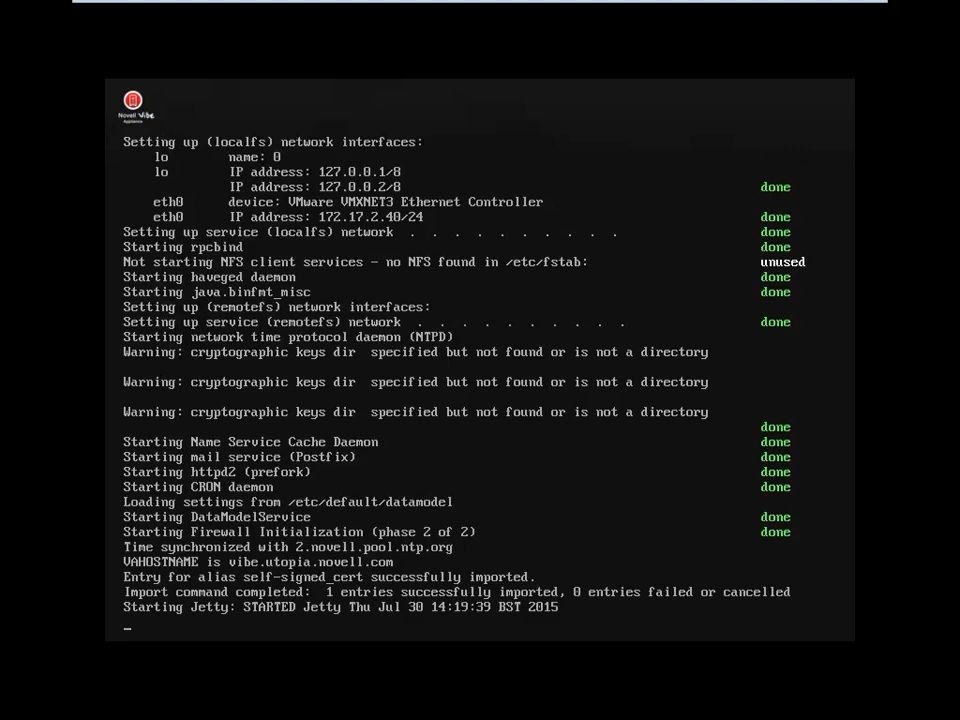 Novell Vibe
Appliance
Setting up (localfs) network interfaces:
lo name: 0
lo IP address: 127.0.0.1/8
IP address: 127.0.0.2/8 done
eth0 device: VMware VMXNET3 Ethernet Controller
eth0 IP address: 172.17.2.40/24 done
Setting up service (localfs) network . . . . . . . . . . done
Starting rpcbind done
Not starting NFS client services - no NFS found in /etc/fstab: unused
Starting haveged daemon done
Starting java.binfmt_misc done
Setting up (remotefs) network interfaces:
Setting up service (remotefs) network . . . . . . . . . . done
Starting network time protocol daemon (NTPD)
Warning: cryptographic keys dir specified but not found or is not a directory
Warning: cryptographic keys dir specified but not found or is not a directory
Warning: cryptographic keys dir specified but not found or is not a directory
done
Starting Name Service Cache Daemon done
Starting mail service (Postfix) done
Starting httpd2 (prefork) done
Starting CRON daemon done
Loading settings from /etc/default/datamodel
Starting DataModelService done
Starting Firewall Initialization (phase 2 of 2) done
Time synchronized with 2.novell.pool.ntp.org
VAHOSTNAME is vibe.utopia.novell.com
Entry for alias self-signed_cert successfully imported.
Import command completed: 1 entries successfully imported, 0 entries failed or cancelled
Starting Jetty: STARTED Jetty Thu Jul 30 14:19:39 BST 2015
_